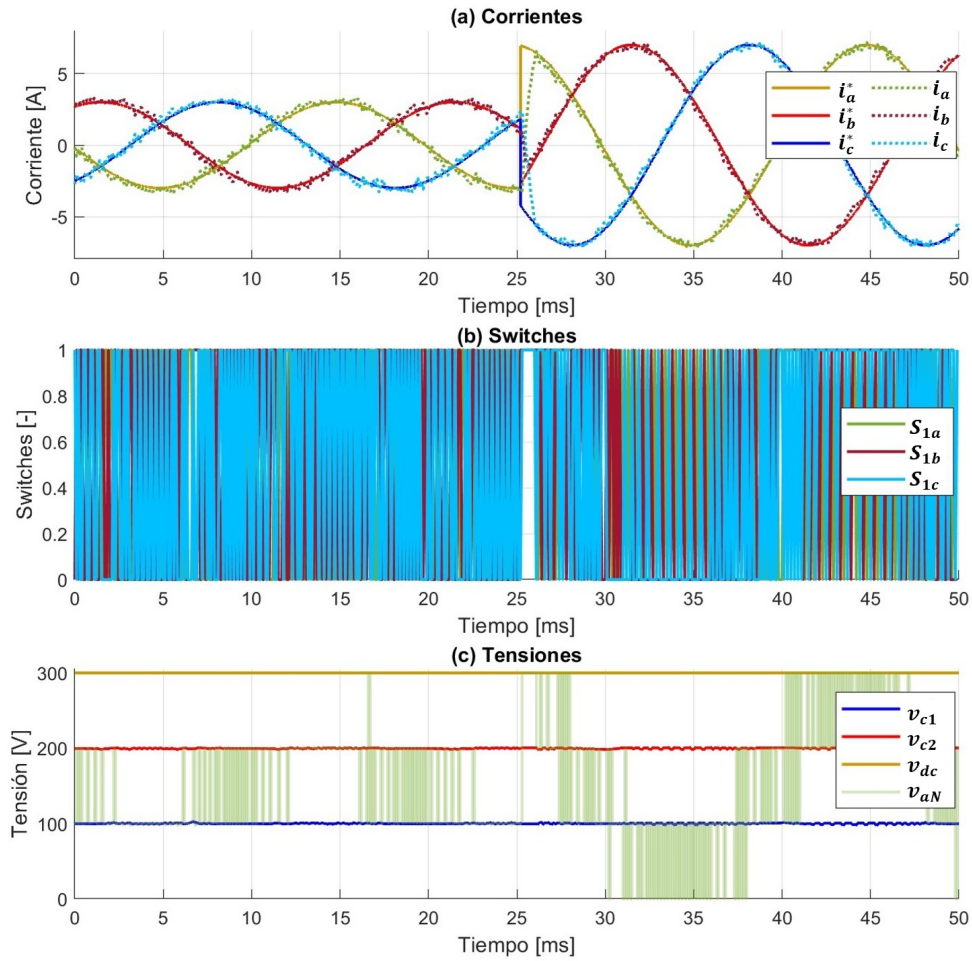 (a) Corrientes
Corriente [A]
5
0
-5
i*a ia
i*b ib
i*c ic
0 5 10 15 20 25 30 35 40 45 50
Tiempo [ms]
(b) Switches
Switches [-]
1
0.8
0.6
0.4
0.2
0
S1a
S1b
S1c
0 5 10 15 20 25 30 35 40 45 50
Tiempo [ms]
(c) Tensiones
Tensión [V]
300
200
100
0
vc1
vc2
vdc
vaN
0 5 10 15 20 25 30 35 40 45 50
Tiempo [ms]